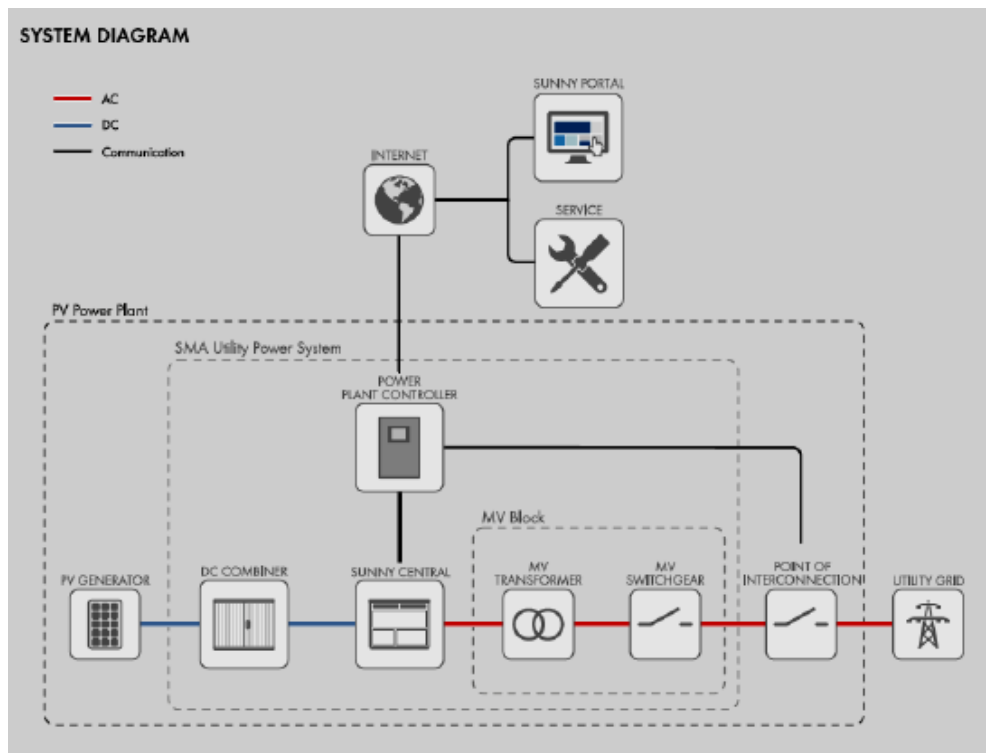 SYSTEM DIAGRAM
AC
DC
Communication
SUNNY PORTAL
INTERNET
SERVICE
PV Power Plant
SMA Utility Power System
POWER
PLANT CONTROLLER
MV Block
PV GENERATOR
DC COMBINER
SUNNY CENTRAL
MV
TRANSFORMER
MV
SWITCHGEAR
POINT OF
INTERCONNECTION
UTILITY GRID